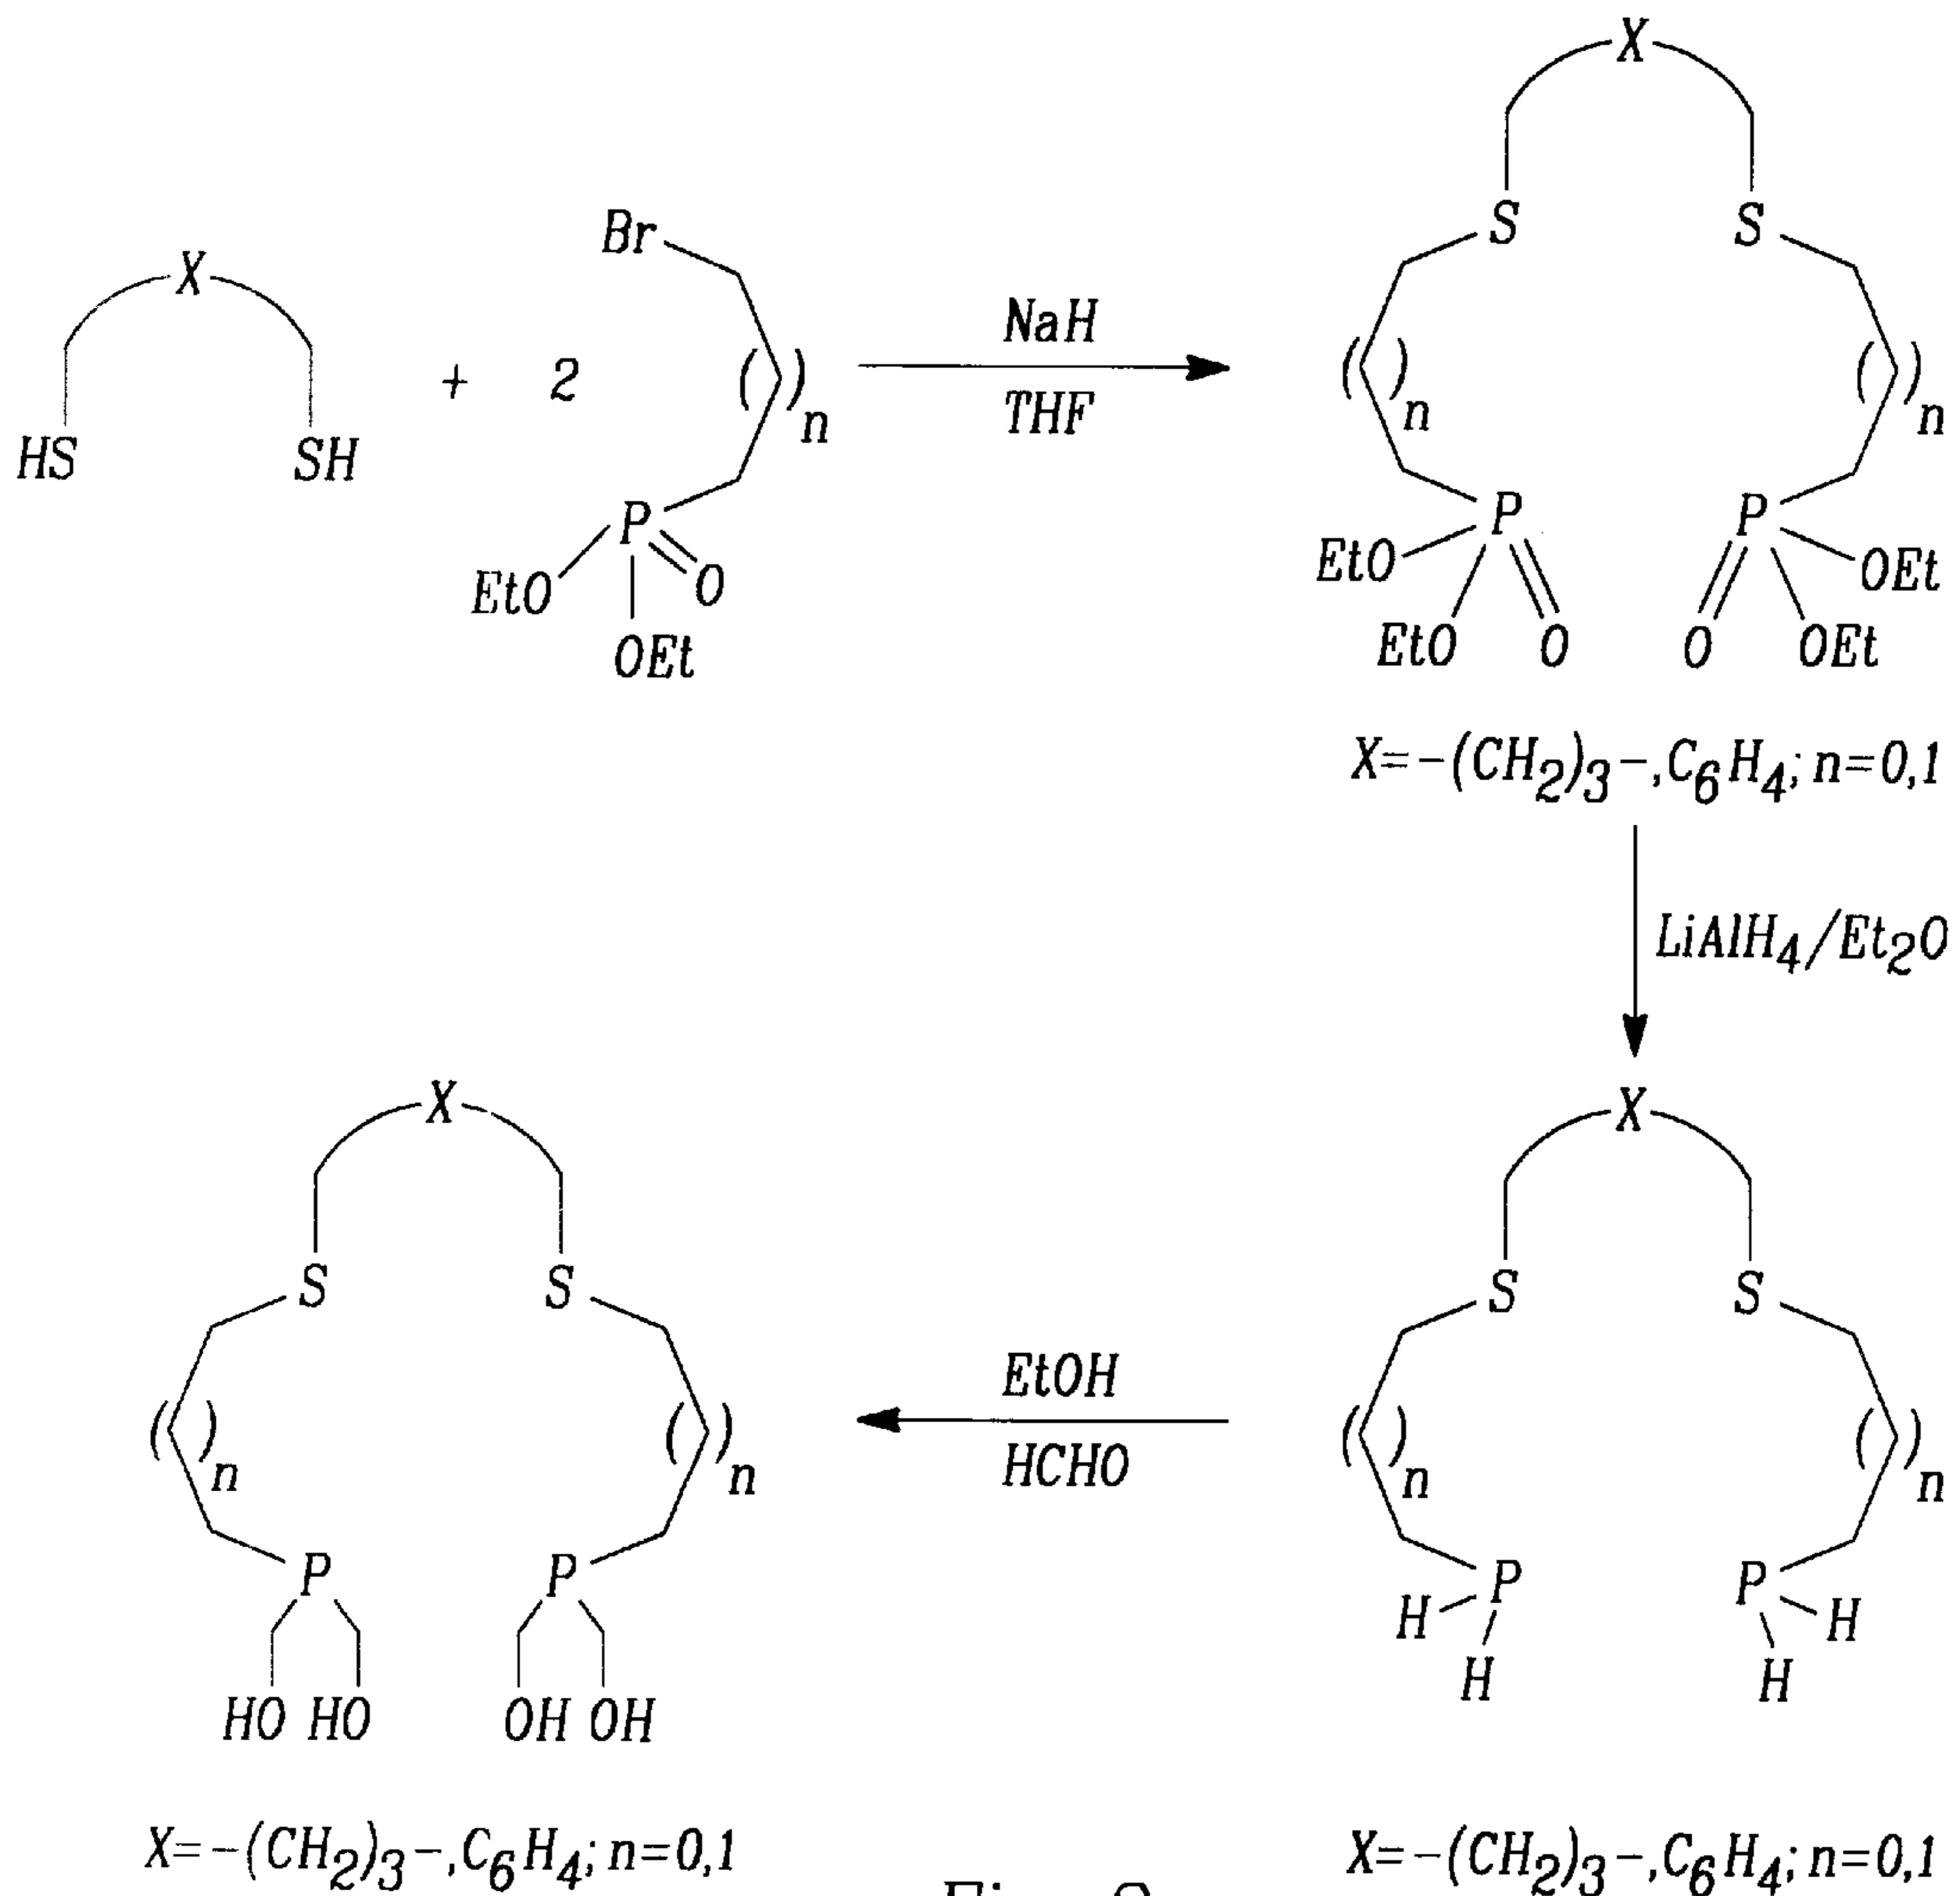 X
HS
SH
+ 2
Br
( )n
P
EtO
O
OEt
NaH
THF
X
S S
( )n ( )n
P P
EtO
EtO
O
O
OEt
OEt
X=-(CH2)3-,C6H4; n=0,1
LiAlH4/Et2O
X
S S
( )n ( )n
P P
H
H
H
H
X=-(CH2)3-,C6H4; n=0,1
EtOH
HCHO
X
S S
( )n ( )n
P P
HO HO OH OH
X=-(CH2)3-,C6H4; n=0,1